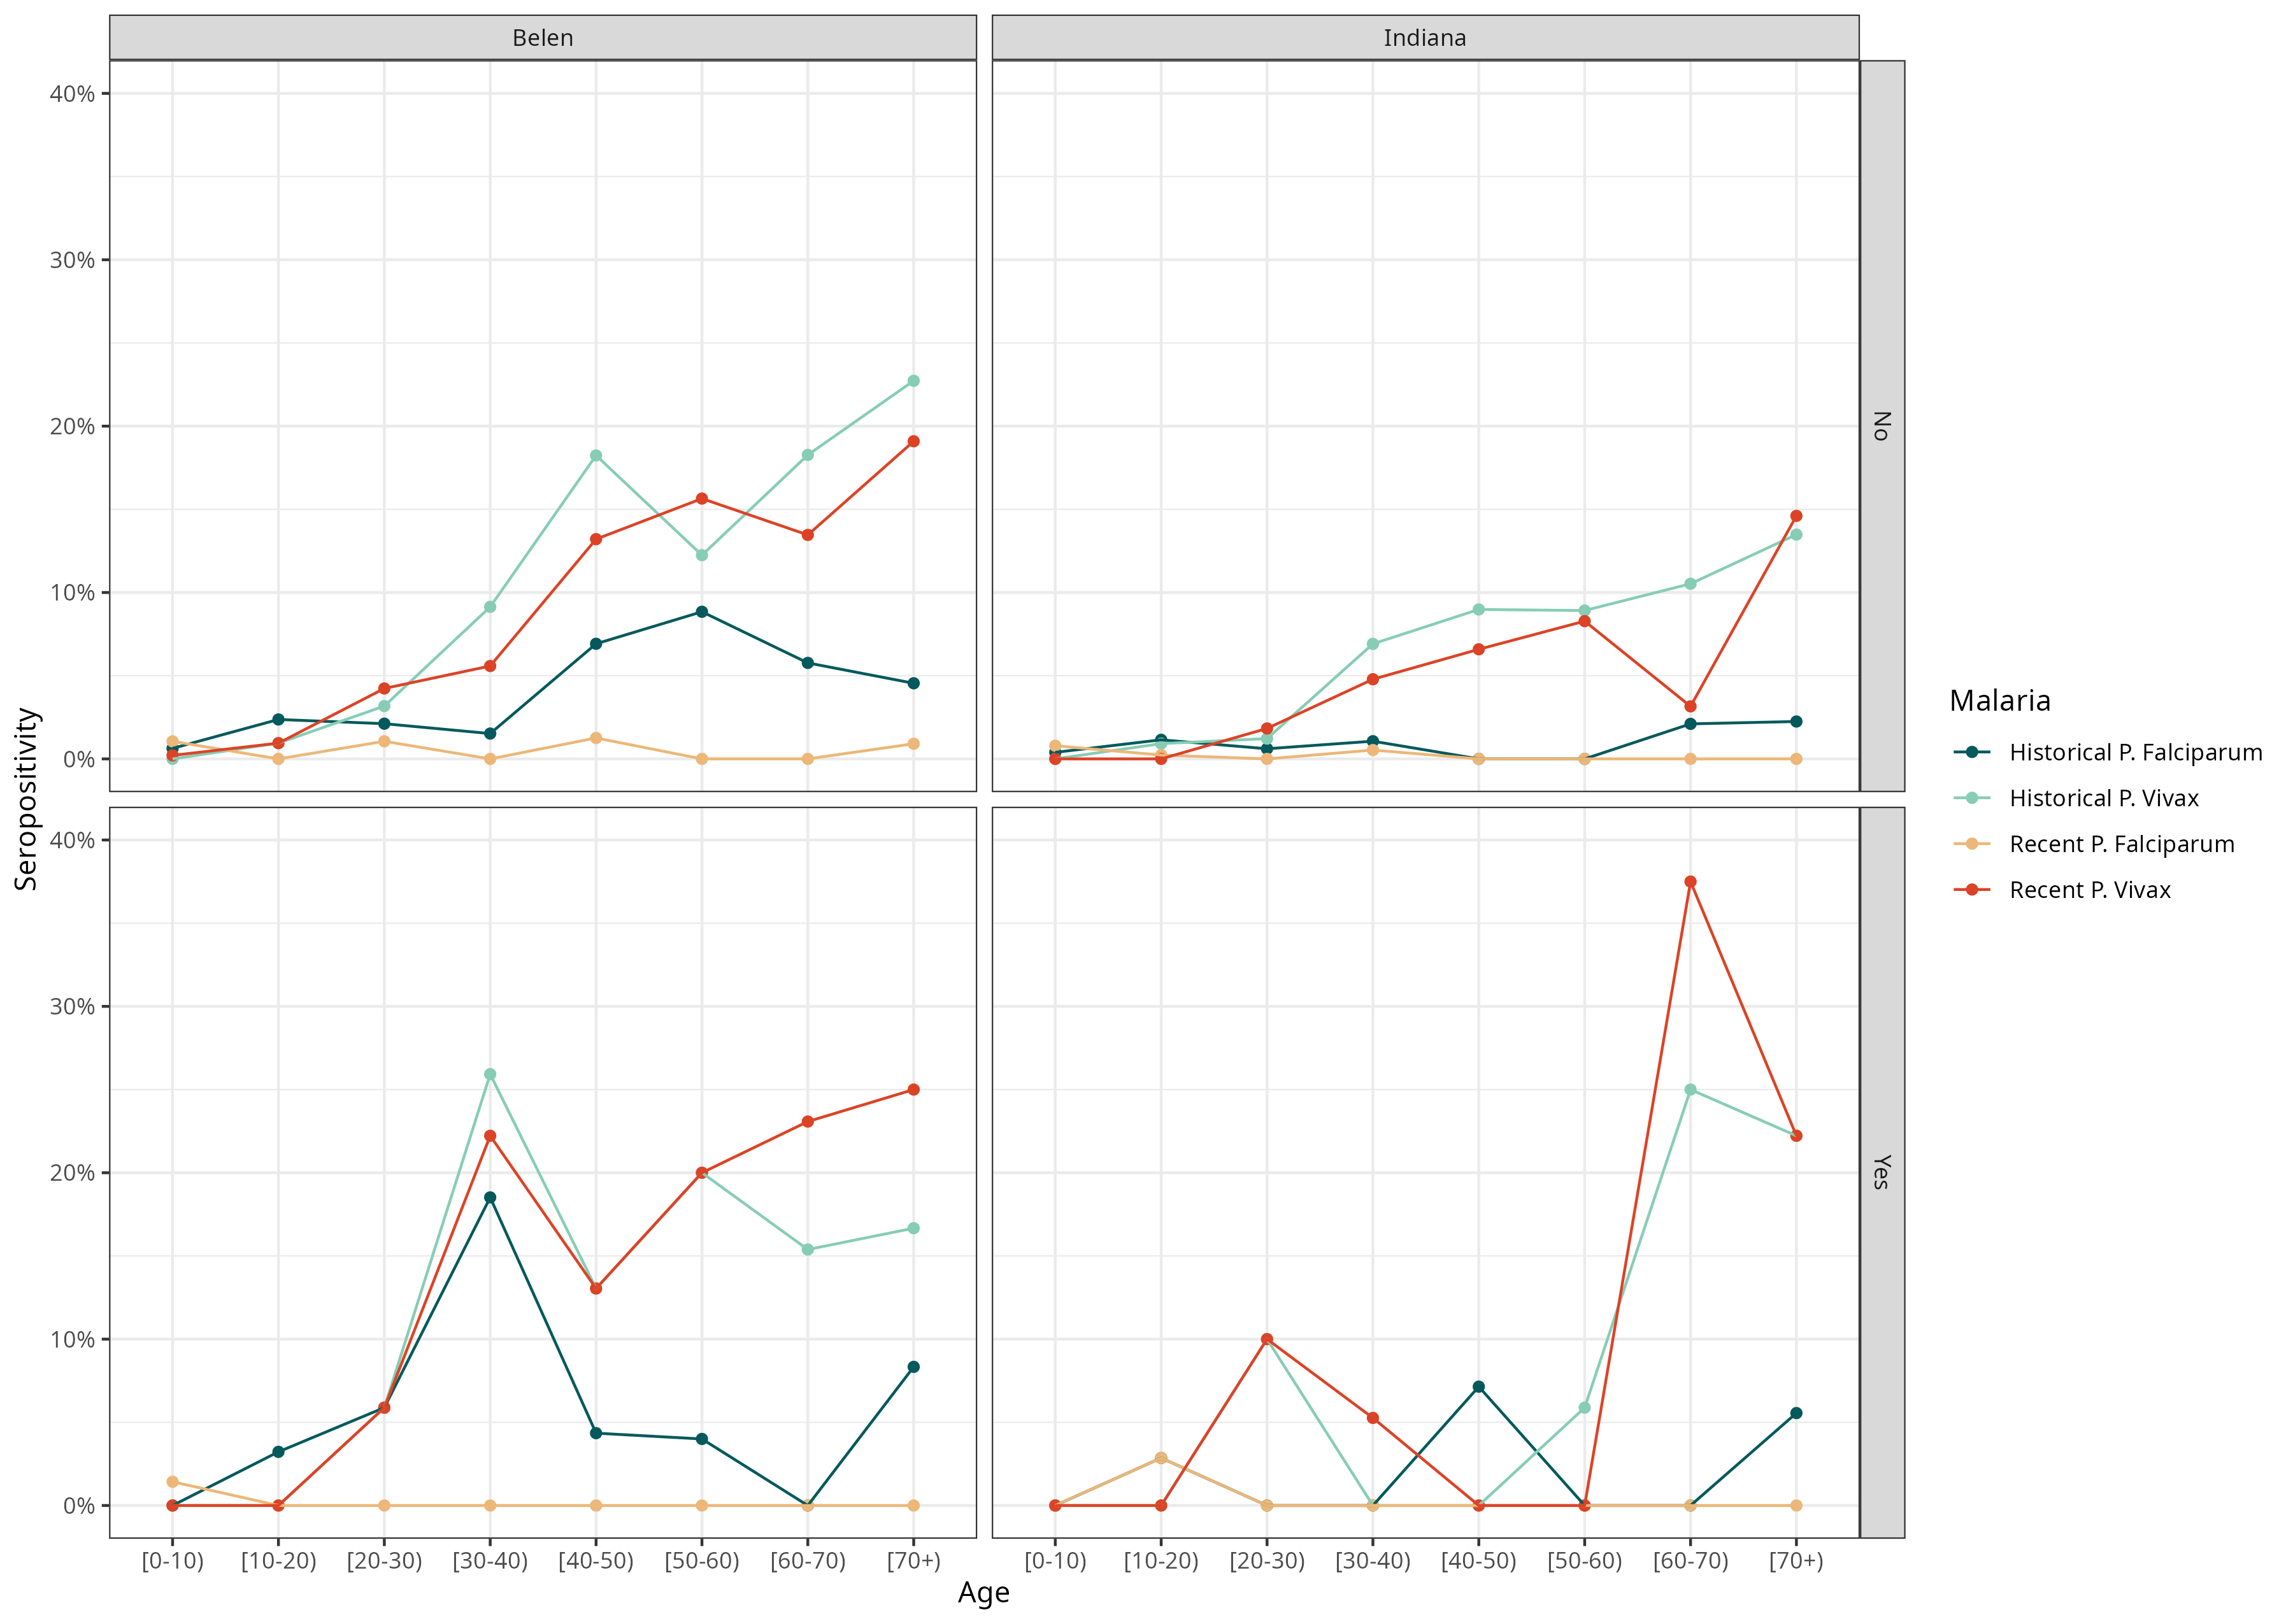 Belen
Indiana
40%
30%
20%
10%
0%
No
40%
30%
20%
10%
0%
Yes
Seropositivity
[0-10) [10-20) [20-30) [30-40) [40-50) [50-60) [60-70) [70+)
[0-10) [10-20) [20-30) [30-40) [40-50) [50-60) [60-70) [70+)
Age
Malaria
Historical P. Falciparum
Historical P. Vivax
Recent P. Falciparum
Recent P. Vivax